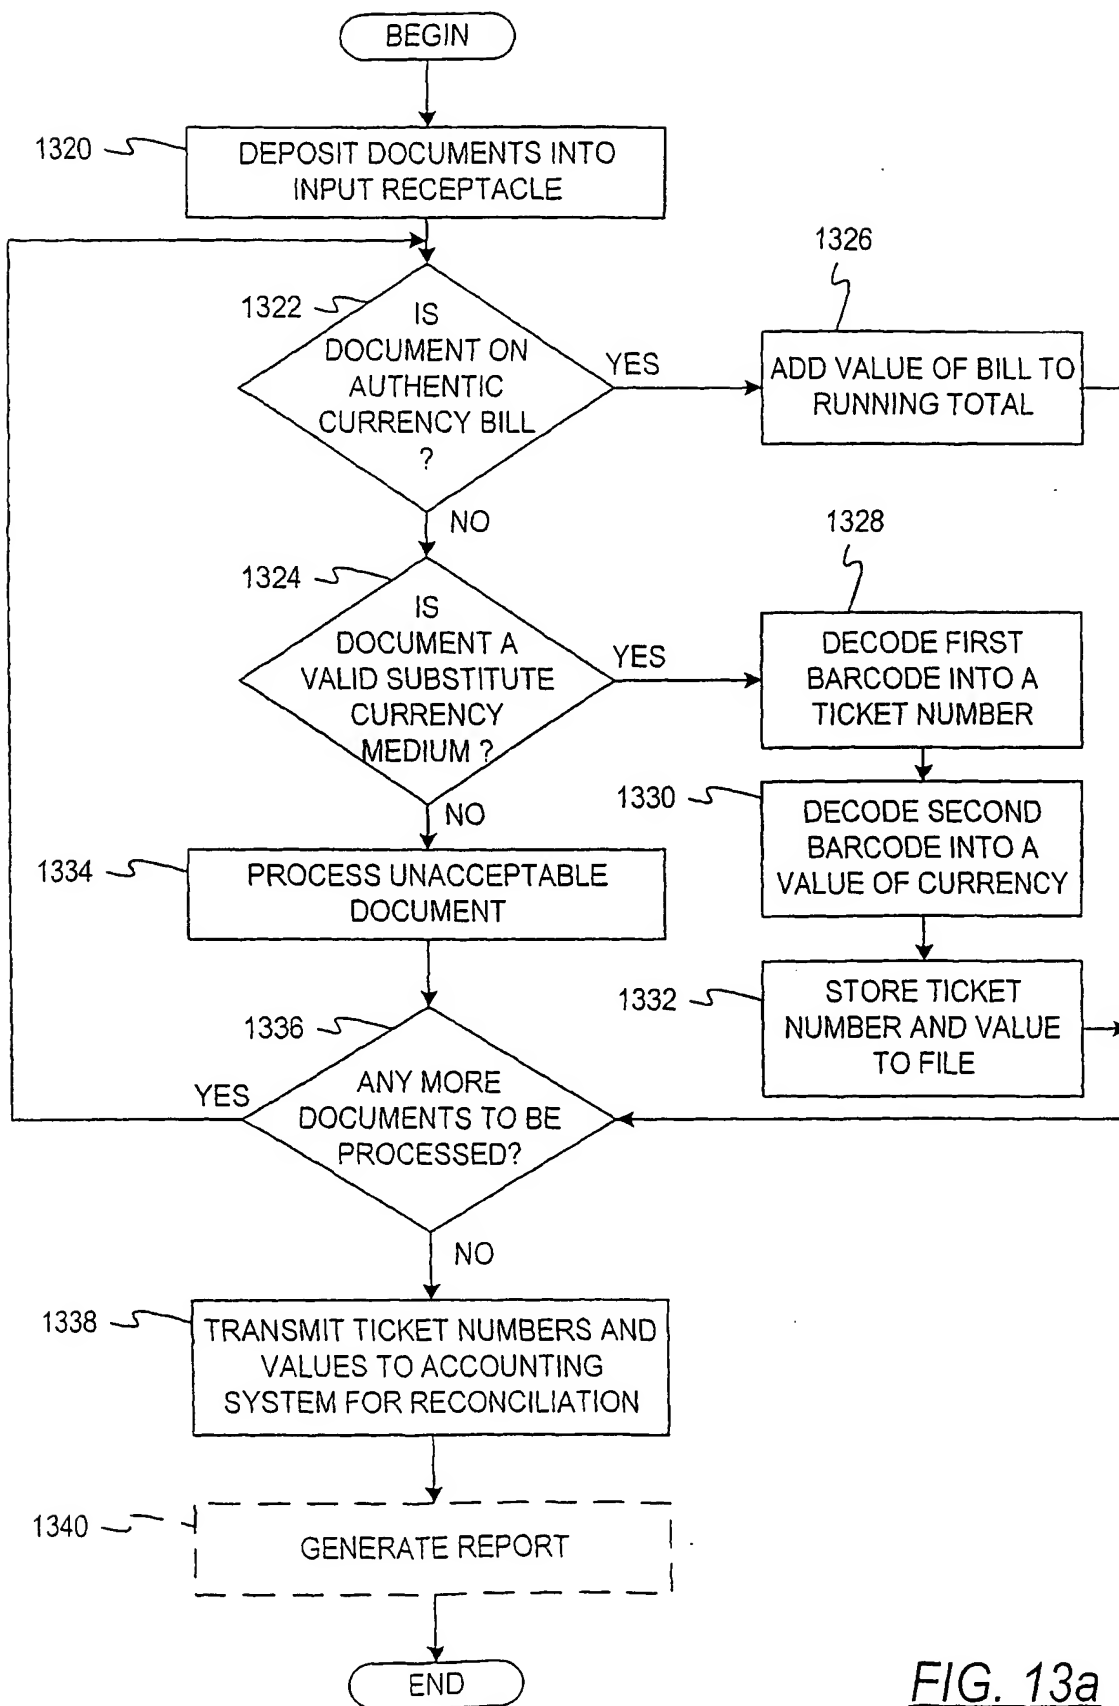 BEGIN
1320
DEPOSIT DOCUMENTS INTO
INPUT RECEPTACLE
1322
IS
DOCUMENT ON
AUTHENTIC
CURRENCY BILL
?
YES
1326
ADD VALUE OF BILL TO
RUNNING TOTAL
NO
1324
IS
DOCUMENT A
VALID SUBSTITUTE
CURRENCY
MEDIUM ?
YES
1328
DECODE FIRST
BARCODE INTO A
TICKET NUMBER
1330
DECODE SECOND
BARCODE INTO A
VALUE OF CURRENCY
1332
STORE TICKET
NUMBER AND VALUE
TO FILE
NO
1334
PROCESS UNACCEPTABLE
DOCUMENT
1336
YES
ANY MORE
DOCUMENTS TO BE
PROCESSED?
NO
1338
TRANSMIT TICKET NUMBERS AND
VALUES TO ACCOUNTING
SYSTEM FOR RECONCILIATION
1340
GENERATE REPORT
END
FIG. 13a